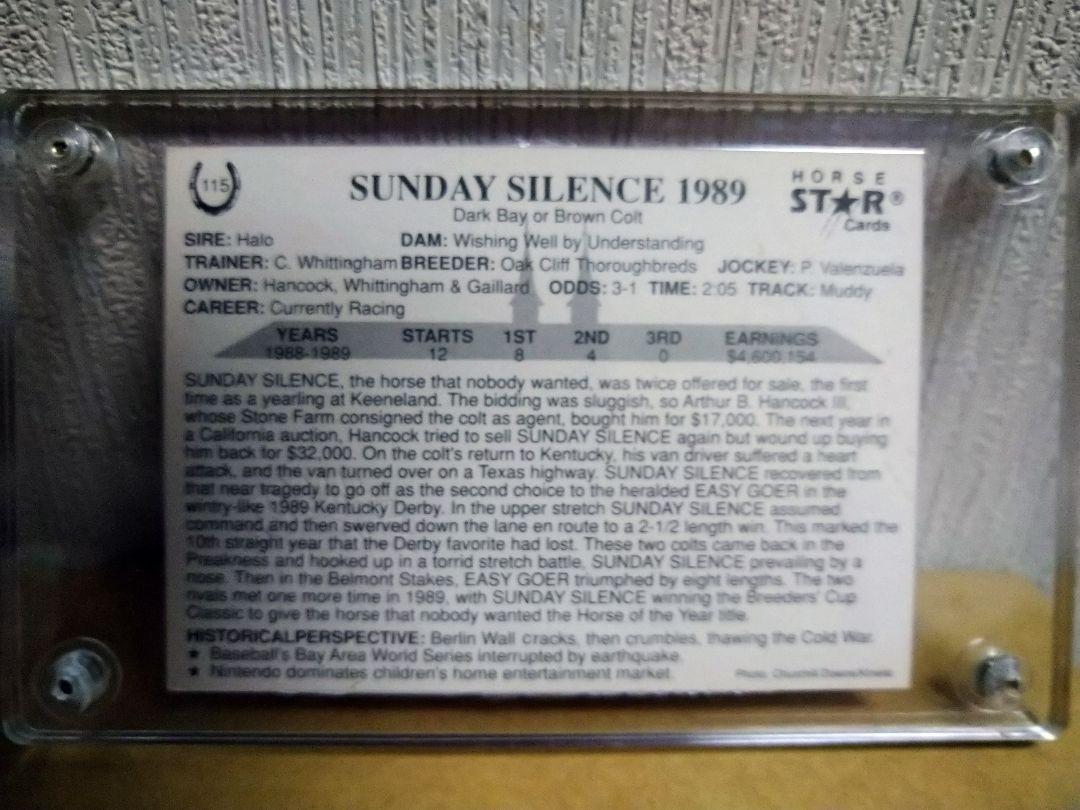 115
SUNDAY SILENCE 1989
HORSE
STAR®
Cards
Dark Bay or Brown Colt
SIRE: Halo DAM: Wishing Well by Understanding
TRAINER: C. Whittingham BREEDER: Oak Cliff Thoroughbreds JOCKEY: P. Valenzuela
OWNER: Hancock, Whittingham & Gaillard ODDS: 3-1 TIME: 2:05 TRACK: Muddy
CAREER: Currently Racing
YEARS STARTS 1ST 2ND 3RD EARNINGS
1988-1989 12 8 4 0 $4,600,154
SUNDAY SILENCE, the horse that nobody wanted, was twice offered for sale, the first
time as a yearling at Keeneland. The bidding was sluggish, so Arthur B. Hancock III,
whose Stone Farm consigned the colt as agent, bought him for $17,000. The next year in
a California auction, Hancock tried to sell SUNDAY SILENCE again but wound up buying
him back for $32,000. On the colt's return to Kentucky, his van driver suffered a heart
attack, and the van turned over on a Texas highway. SUNDAY SILENCE recovered from
that near tragedy to go off as the second choice to the heralded EASY GOER in the
wintry-like 1989 Kentucky Derby. In the upper stretch SUNDAY SILENCE assumed
command and then swerved down the lane en route to a 2-1/2 length win. This marked the
10th straight year that the Derby favorite had lost. These two colts came back in the
Preakness and hooked up in a torrid stretch battle, SUNDAY SILENCE prevailing by a
nose. Then in the Belmont Stakes, EASY GOER triumphed by eight lengths. The two
rivals met one more time in 1989, with SUNDAY SILENCE winning the Breeders' Cup
Classic to give the horse that nobody wanted the Horse of the Year title.
HISTORICAL PERSPECTIVE: Berlin Wall cracks, then crumbles, thawing the Cold War.
★ Baseball's Bay Area World Series interrupted by earthquake.
★ Nintendo dominates children's home entertainment market.
Photo: Churchill Downs/